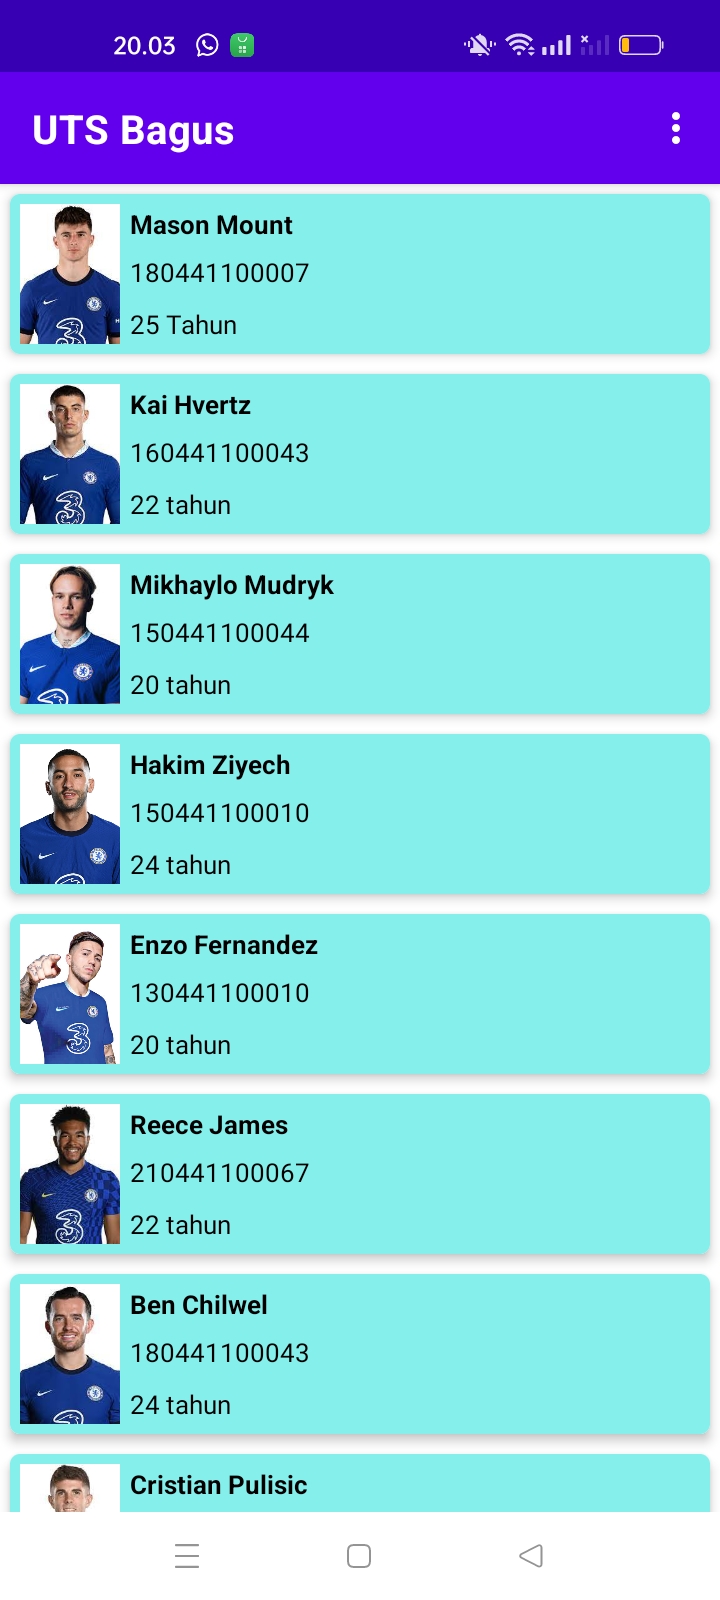 20.03
UTS Bagus
Mason Mount
180441100007
25 Tahun
Kai Hvertz
160441100043
22 tahun
Mikhaylo Mudryk
150441100044
20 tahun
Hakim Ziyech
150441100010
24 tahun
Enzo Fernandez
130441100010
20 tahun
Reece James
210441100067
22 tahun
Ben Chilwel
180441100043
24 tahun
Cristian Pulisic